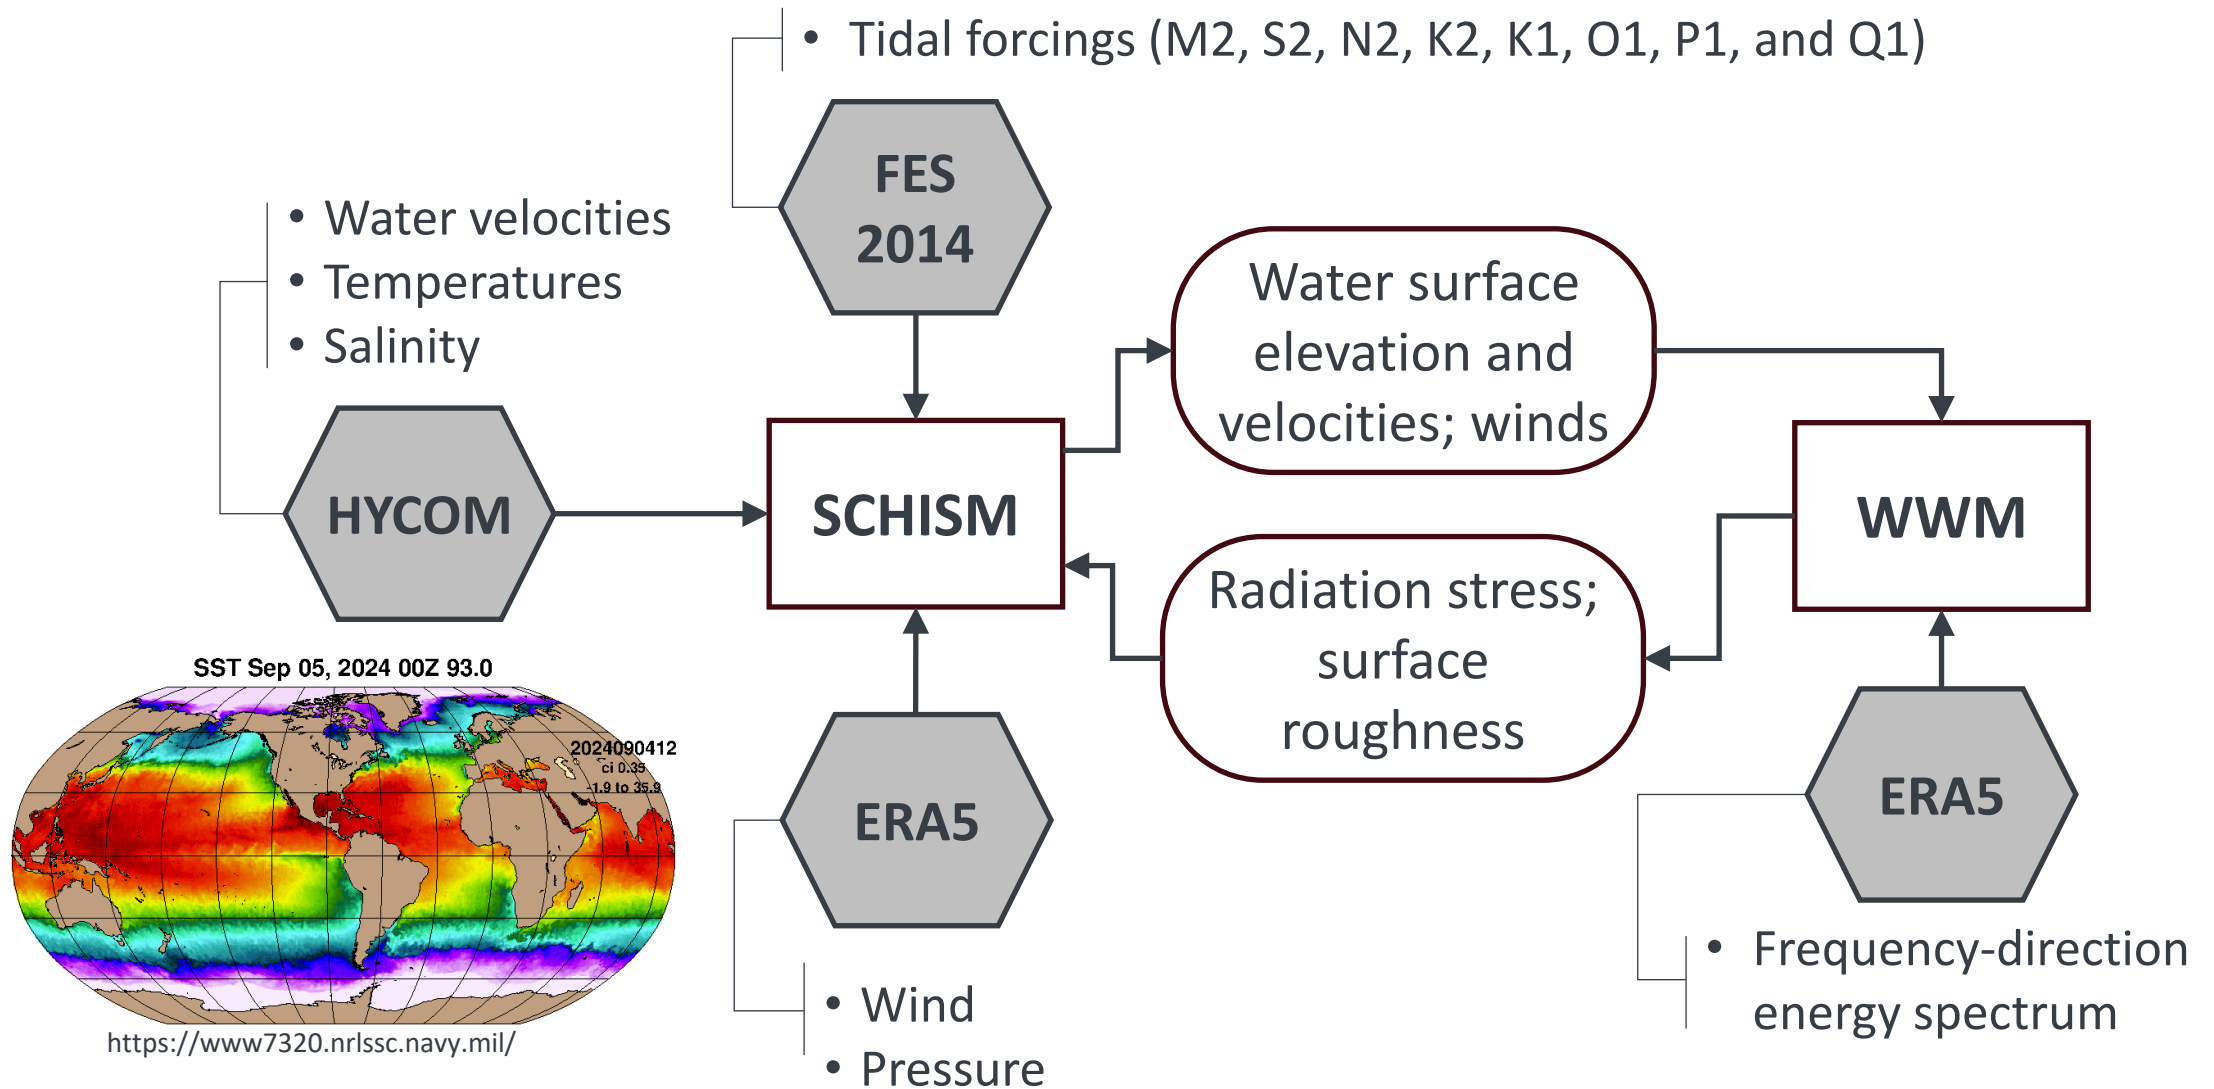 • Tidal forcings (M2, S2, N2, K2, K1, O1, P1, and Q1)
FES
2014
• Water velocities
• Temperatures
• Salinity
HYCOM
SCHISM
Water surface
elevation and
velocities; winds
WWM
Radiation stress;
surface
roughness
ERA5
• Wind
• Pressure
ERA5
• Frequency-direction
energy spectrum
SST Sep 05, 2024 00Z 93.0
2024090412
ci 0.35
-1.9 to 35.9
https://www7320.nrlssc.navy.mil/